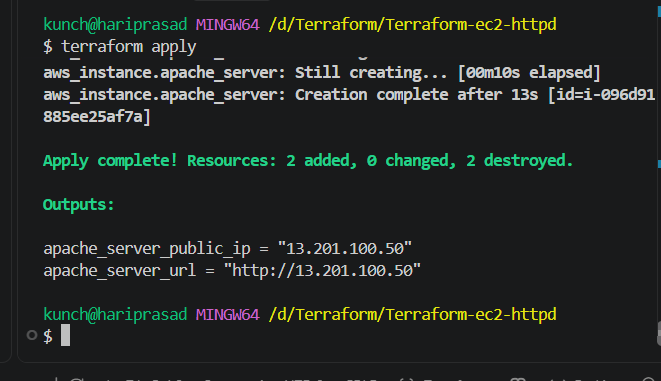 kunch@hariprasad MINGW64 /d/Terraform/Terraform-ec2-httpd
$ terraform apply
aws_instance.apache_server: Still creating... [00m10s elapsed]
aws_instance.apache_server: Creation complete after 13s [id=i-096d91
885ee25af7a]
Apply complete! Resources: 2 added, 0 changed, 2 destroyed.
Outputs:
apache_server_public_ip = "13.201.100.50"
apache_server_url = "http://13.201.100.50"
kunch@hariprasad MINGW64 /d/Terraform/Terraform-ec2-httpd
$